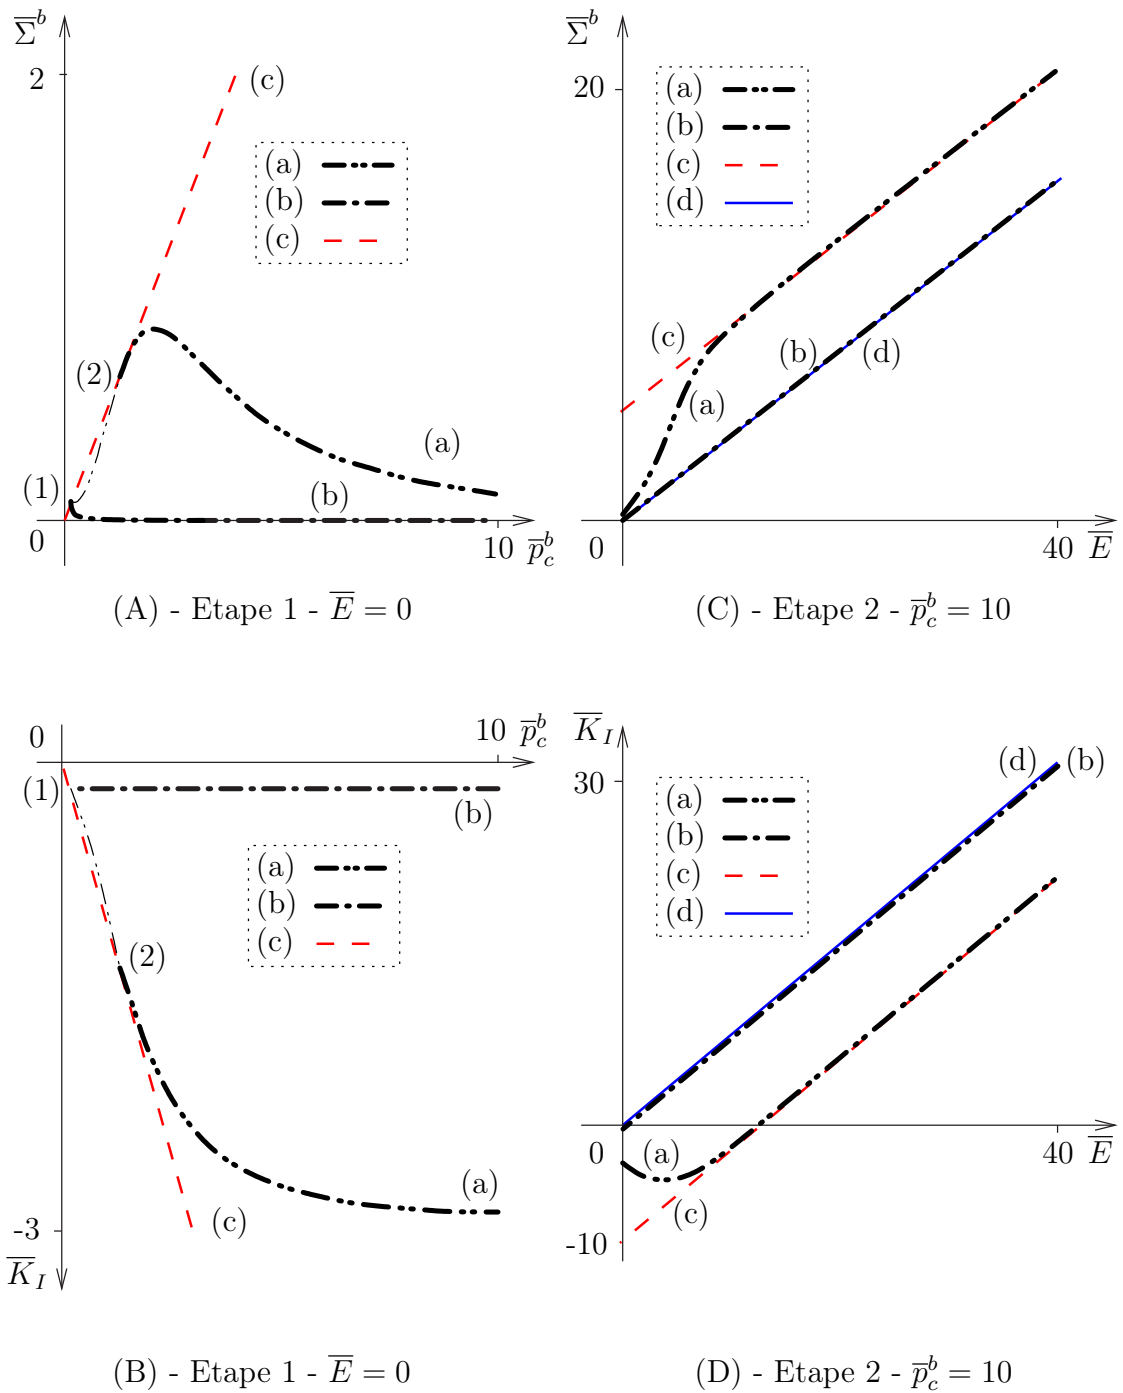 Σ̅ᵇ
2
(c)
(a)
(b)
(c)
(2)
(a)
(1)
(b)
0
10
p̅_c^b
(A) - Etape 1 - E̅ = 0
Σ̅ᵇ
20
(a)
(b)
(c)
(d)
(c)
(b)
(d)
(a)
0
40
E̅
(C) - Etape 2 - p̅_c^b = 10
0
10
p̅_c^b
(1)
(b)
(a)
(b)
(c)
(2)
(a)
-3
(c)
K̅_I
(B) - Etape 1 - E̅ = 0
K̅_I
(d)
(b)
30
(a)
(b)
(c)
(d)
0
(a)
40
E̅
(c)
-10
(D) - Etape 2 - p̅_c^b = 10